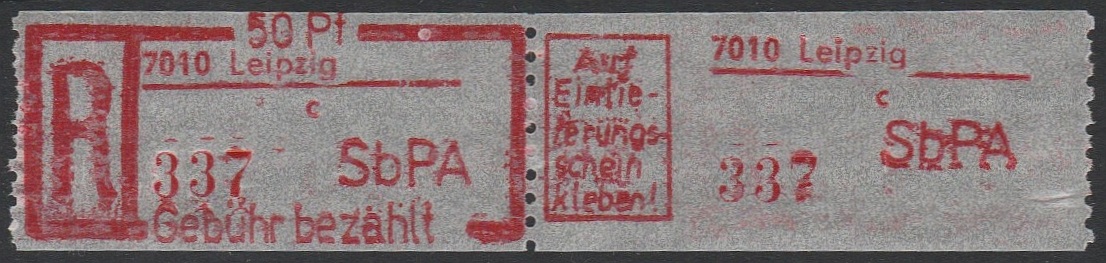 50 Pf
R
7010 Leipzig
c
337 SbPA
Gebühr bezahlt
Auf
Einlie-
ferungs-
schein
kleben!
7010 Leipzig
c
337 SbPA